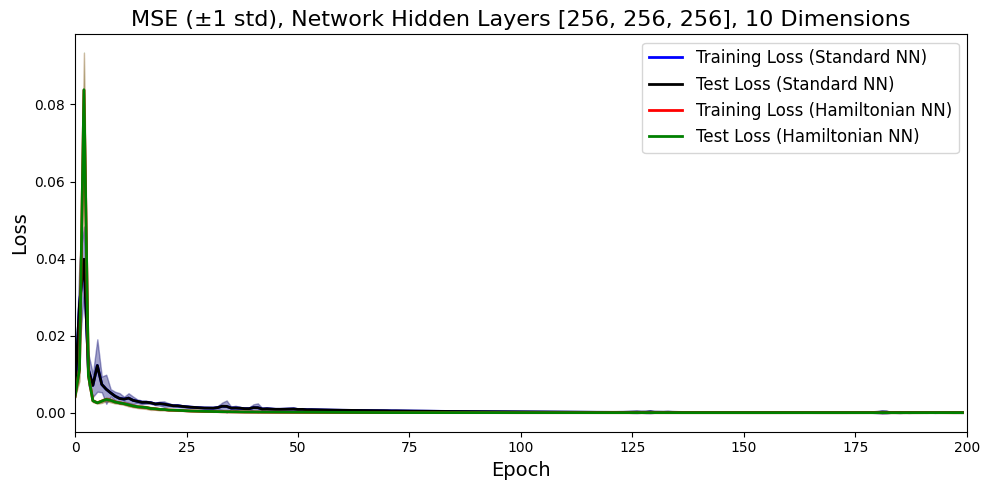 MSE (±1 std), Network Hidden Layers [256, 256, 256], 10 Dimensions
Training Loss (Standard NN)
Test Loss (Standard NN)
Training Loss (Hamiltonian NN)
Test Loss (Hamiltonian NN)
Loss
0.08
0.06
0.04
0.02
0.00
0 25 50 75 100 125 150 175 200
Epoch